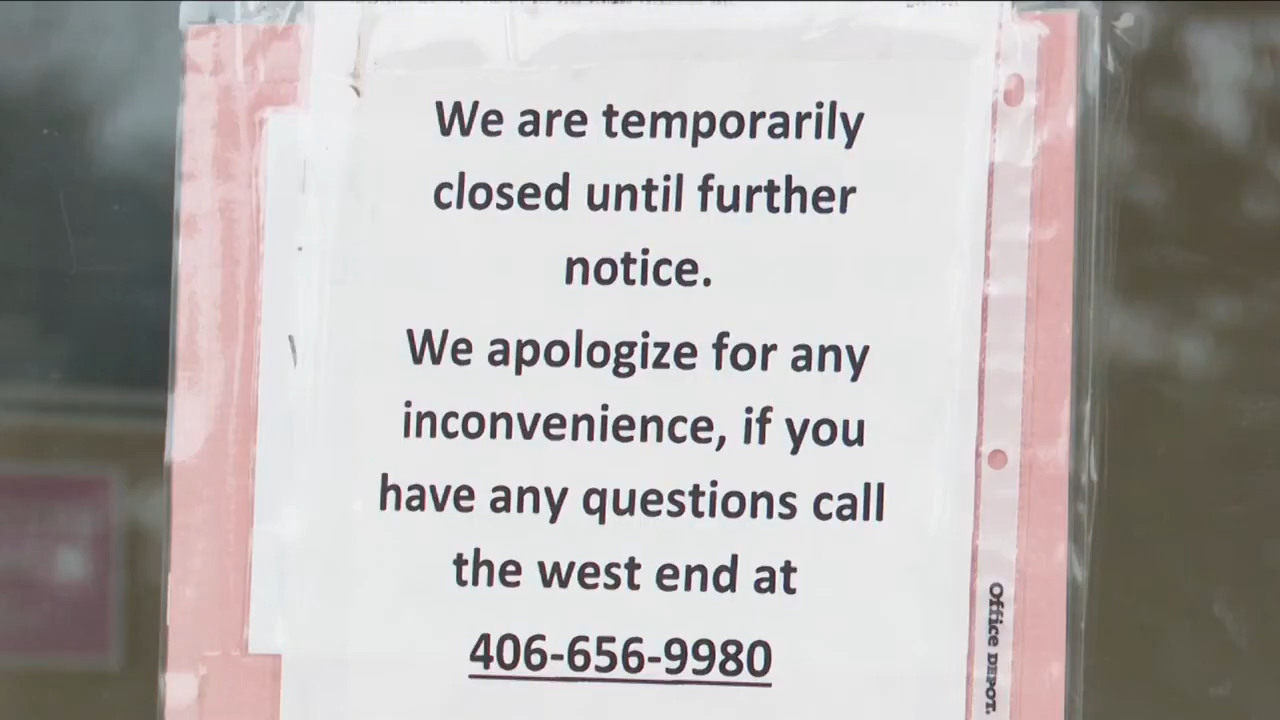 We are temporarily
closed until further
notice.
We apologize for any
inconvenience, if you
have any questions call
the west end at
406-656-9980
Office DEPOT.